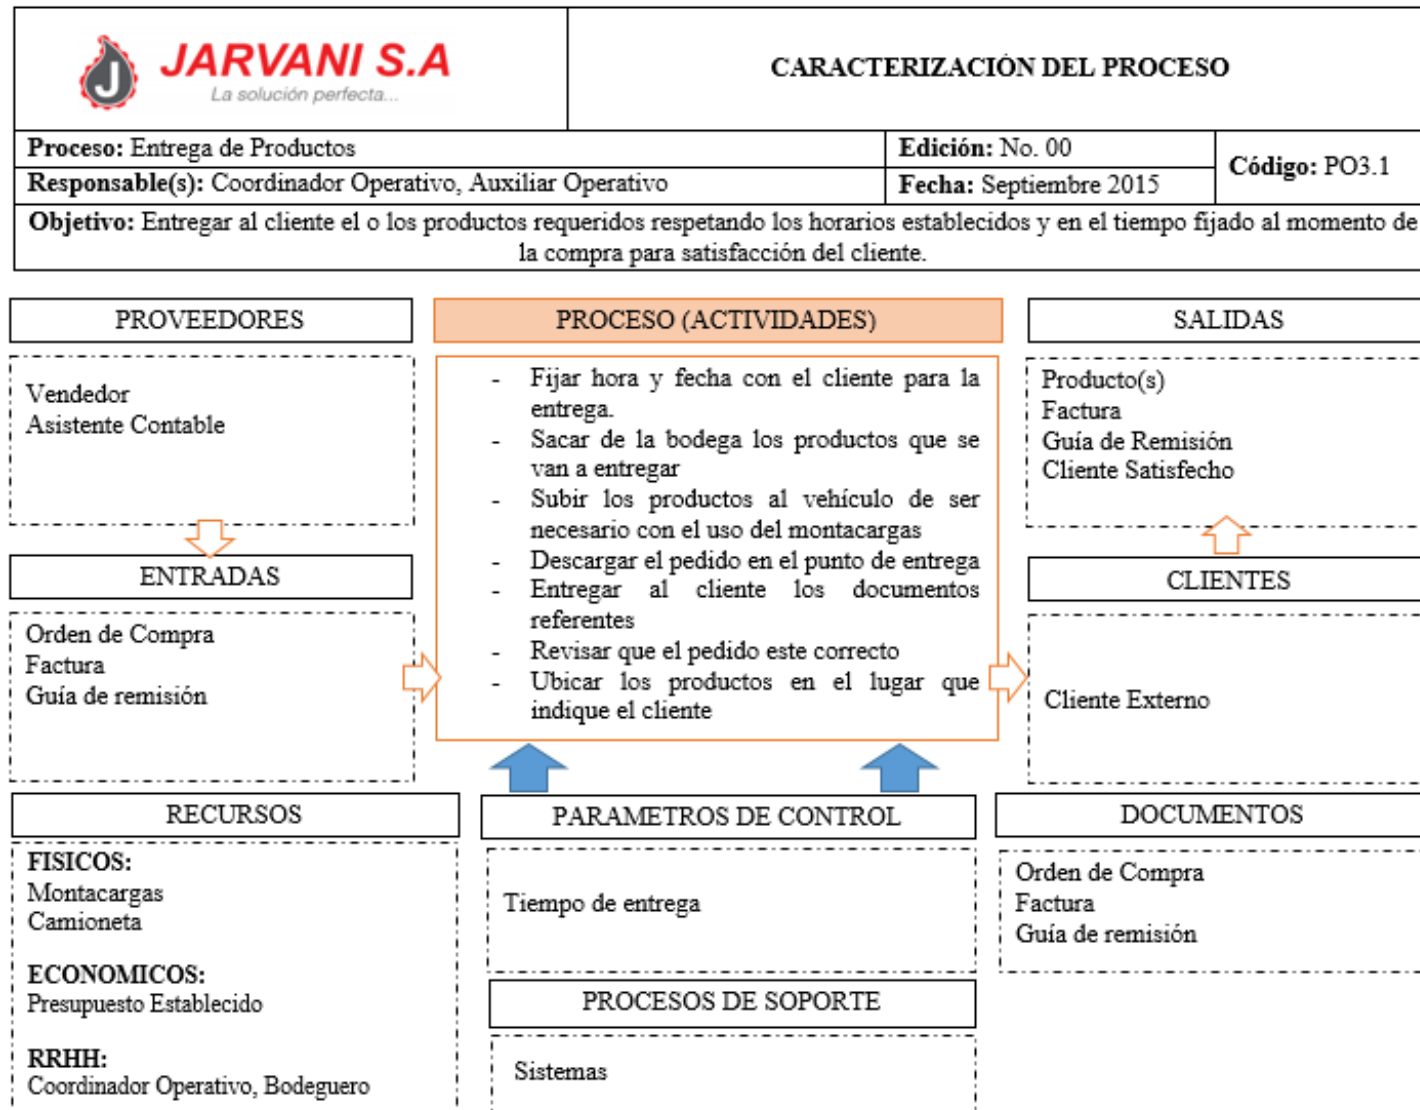 J
JARVANI S.A
La solución perfecta...
CARACTERIZACIÓN DEL PROCESO
Proceso: Entrega de Productos
Edición: No. 00
Código: PO3.1
Responsable(s): Coordinador Operativo, Auxiliar Operativo
Fecha: Septiembre 2015
Objetivo: Entregar al cliente el o los productos requeridos respetando los horarios establecidos y en el tiempo fijado al momento de
la compra para satisfacción del cliente.
PROVEEDORES
Vendedor
Asistente Contable
ENTRADAS
Orden de Compra
Factura
Guía de remisión
PROCESO (ACTIVIDADES)
- Fijar hora y fecha con el cliente para la
entrega.
- Sacar de la bodega los productos que se
van a entregar
- Subir los productos al vehículo de ser
necesario con el uso del montacargas
- Descargar el pedido en el punto de entrega
- Entregar al cliente los documentos
referentes
- Revisar que el pedido este correcto
- Ubicar los productos en el lugar que
indique el cliente
SALIDAS
Producto(s)
Factura
Guía de Remisión
Cliente Satisfecho
CLIENTES
Cliente Externo
RECURSOS
FISICOS:
Montacargas
Camioneta
ECONOMICOS:
Presupuesto Establecido
RRHH:
Coordinador Operativo, Bodeguero
PARAMETROS DE CONTROL
Tiempo de entrega
PROCESOS DE SOPORTE
Sistemas
DOCUMENTOS
Orden de Compra
Factura
Guía de remisión